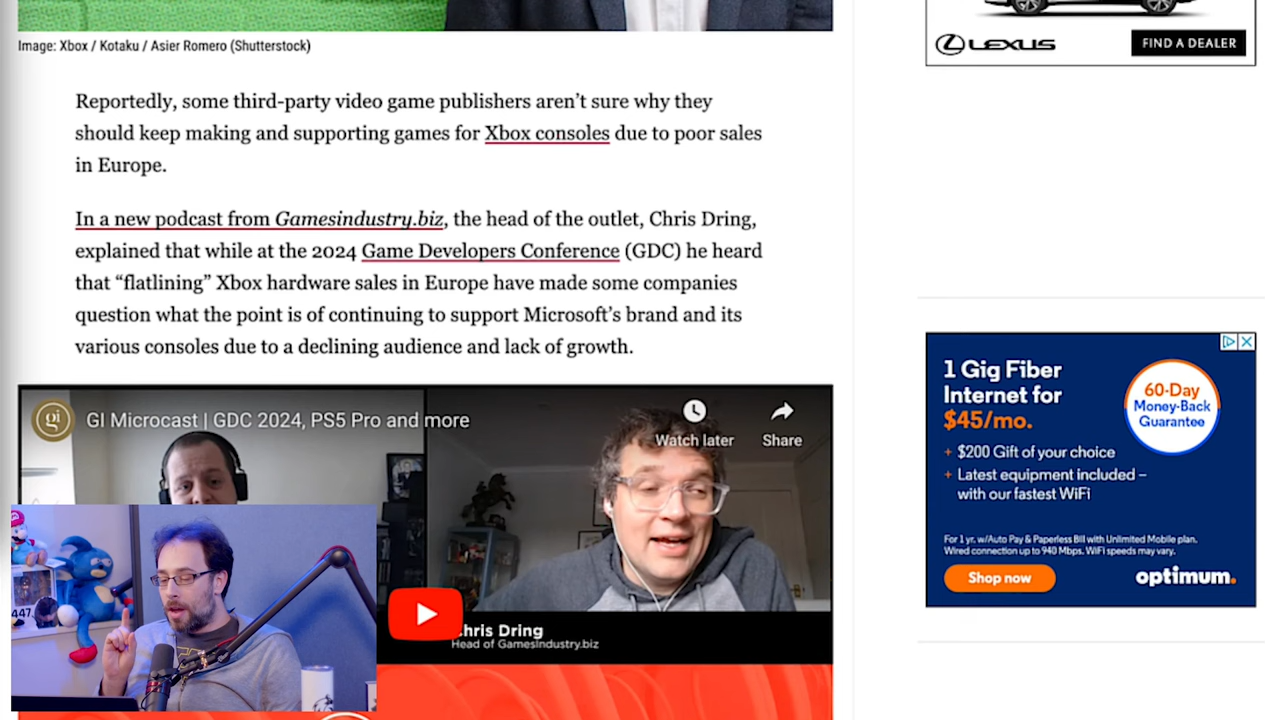 Image: Xbox / Kotaku / Asier Romero (Shutterstock)
Reportedly, some third-party video game publishers aren’t sure why they
should keep making and supporting games for Xbox consoles due to poor sales
in Europe.
In a new podcast from Gamesindustry.biz, the head of the outlet, Chris Dring,
explained that while at the 2024 Game Developers Conference (GDC) he heard
that “flatlining” Xbox hardware sales in Europe have made some companies
question what the point is of continuing to support Microsoft’s brand and its
various consoles due to a declining audience and lack of growth.
gi
GI Microcast | GDC 2024, PS5 Pro and more
Watch later
Share
Chris Dring
Head of GamesIndustry.biz
447
LEXUS
FIND A DEALER
1 Gig Fiber
Internet for
$45/mo.
60-Day
Money-Back
Guarantee
+ $200 Gift of your choice
+ Latest equipment included –
with our fastest WiFi
For 1 yr. w/Auto Pay & Paperless Bill with Unlimited Mobile plan.
Wired connection up to 940 Mbps. WiFi speeds may vary.
Shop now
optimum.